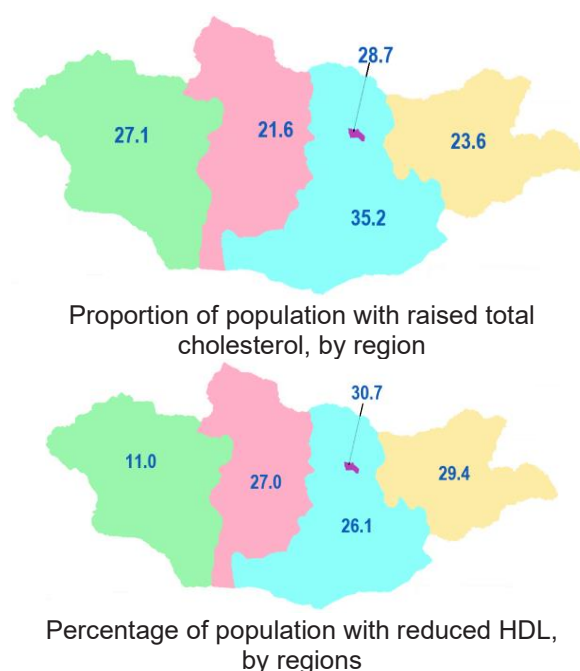 28.7
27.1
21.6
23.6
35.2
Proportion of population with raised total
cholesterol, by region
30.7
11.0
27.0
29.4
26.1
Percentage of population with reduced HDL,
by regions